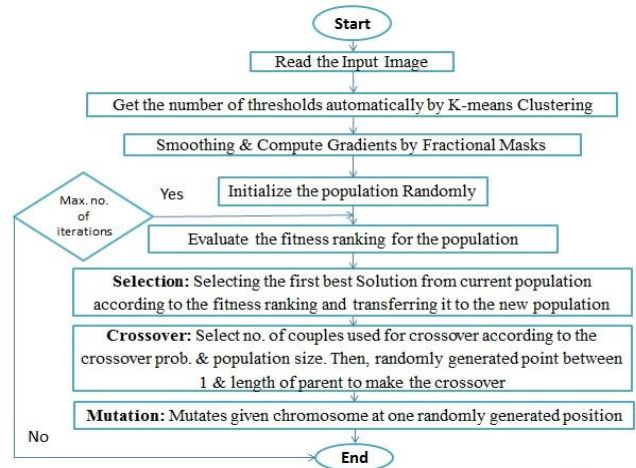 Start
Read the Input Image
Get the number of thresholds automatically by K-means Clustering
Smoothing & Compute Gradients by Fractional Masks
Initialize the population Randomly
Max. no.
of
iterations
Yes
Evaluate the fitness ranking for the population
Selection: Selecting the first best Solution from current population
according to the fitness ranking and transferring it to the new population
Crossover: Select no. of couples used for crossover according to the
crossover prob. & population size. Then, randomly generated point between
1 & length of parent to make the crossover
Mutation: Mutates given chromosome at one randomly generated position
No
End